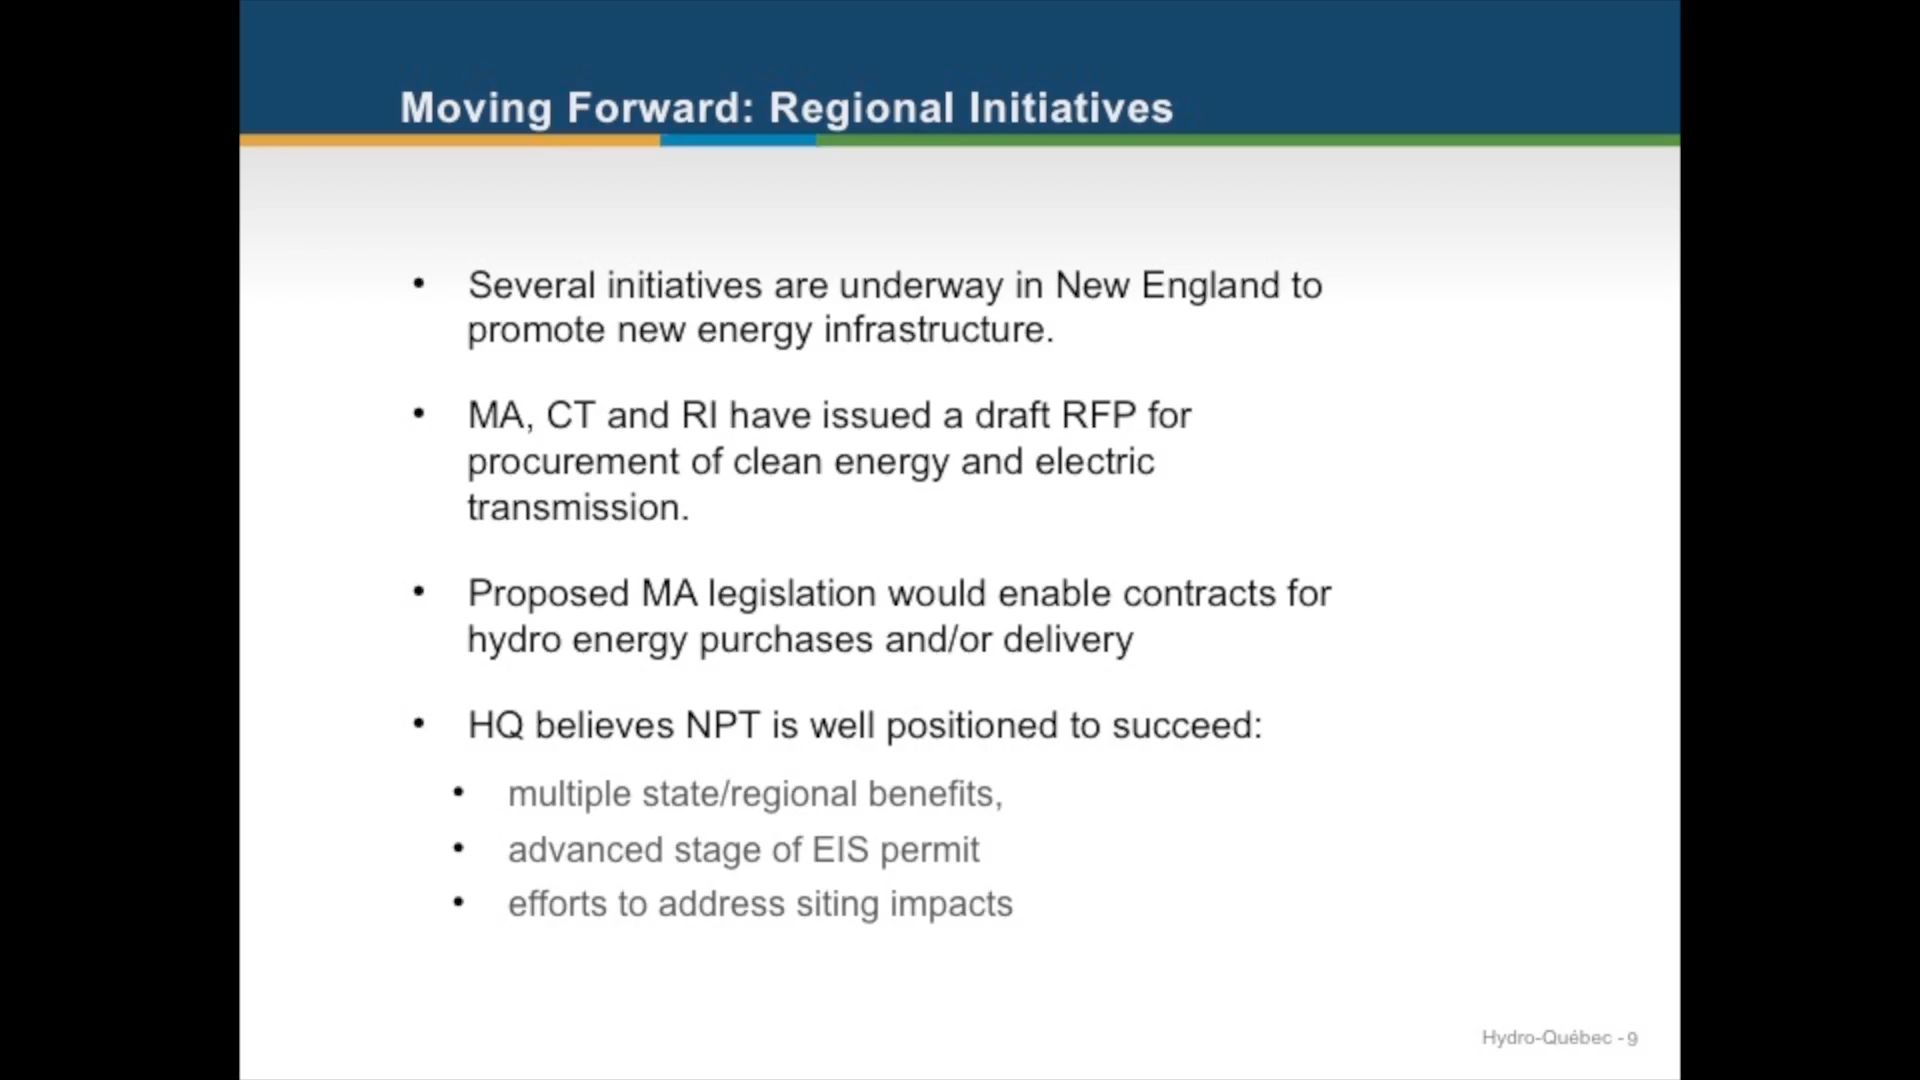 Moving Forward: Regional Initiatives
• Several initiatives are underway in New England to
promote new energy infrastructure.
• MA, CT and RI have issued a draft RFP for
procurement of clean energy and electric
transmission.
• Proposed MA legislation would enable contracts for
hydro energy purchases and/or delivery
• HQ believes NPT is well positioned to succeed:
• multiple state/regional benefits,
• advanced stage of EIS permit
• efforts to address siting impacts
Hydro-Québec - 9